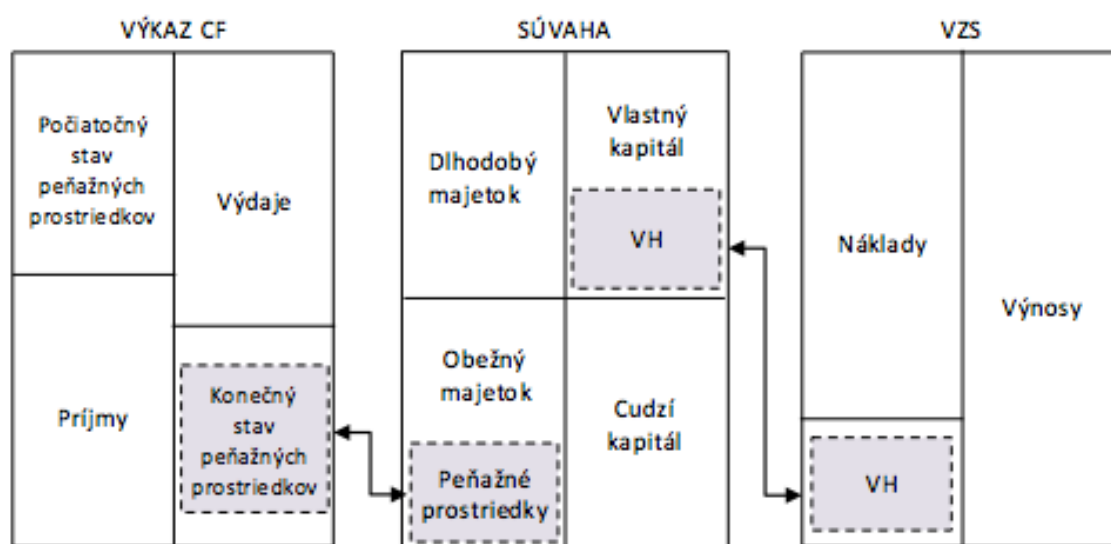 VÝKAZ CF
Počiatočný
stav
peňažných
prostriedkov
Výdaje
Príjmy
Konečný
stav
peňažných
prostriedkov
SÚVAHA
Dlhodobý
majetok
Vlastný
kapitál
VH
Obežný
majetok
Peňažné
prostriedky
Cudzí
kapitál
VZS
Náklady
VH
Výnosy